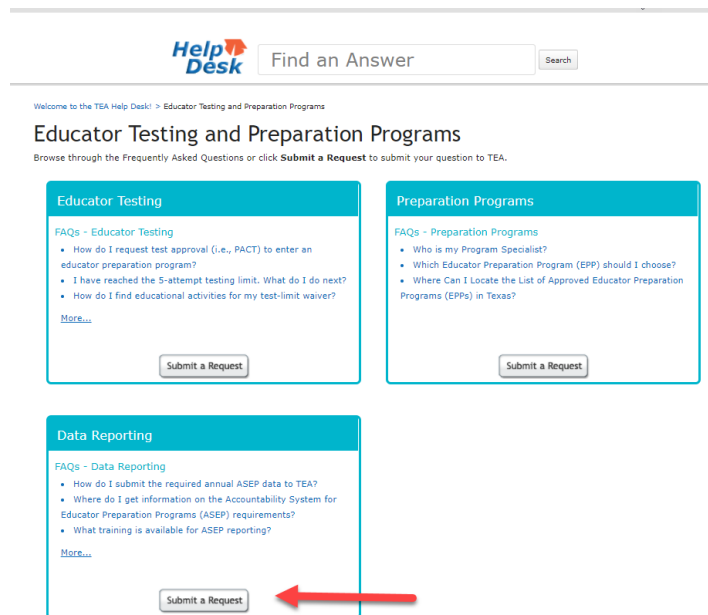 Help
Desk
Find an Answer
Search
Welcome to the TEA Help Desk! > Educator Testing and Preparation Programs
Educator Testing and Preparation Programs
Browse through the Frequently Asked Questions or click Submit a Request to submit your question to TEA.
Educator Testing
FAQs - Educator Testing
• How do I request test approval (i.e., PACT) to enter an
educator preparation program?
• I have reached the 5-attempt testing limit. What do I do next?
• How do I find educational activities for my test-limit waiver?
More...
Submit a Request
Preparation Programs
FAQs - Preparation Programs
• Who is my Program Specialist?
• Which Educator Preparation Program (EPP) should I choose?
• Where Can I Locate the List of Approved Educator Preparation
Programs (EPPs) in Texas?
Submit a Request
Data Reporting
FAQs - Data Reporting
• How do I submit the required annual ASEP data to TEA?
• Where do I get information on the Accountability System for
Educator Preparation Programs (ASEP) requirements?
• What training is available for ASEP reporting?
More...
Submit a Request